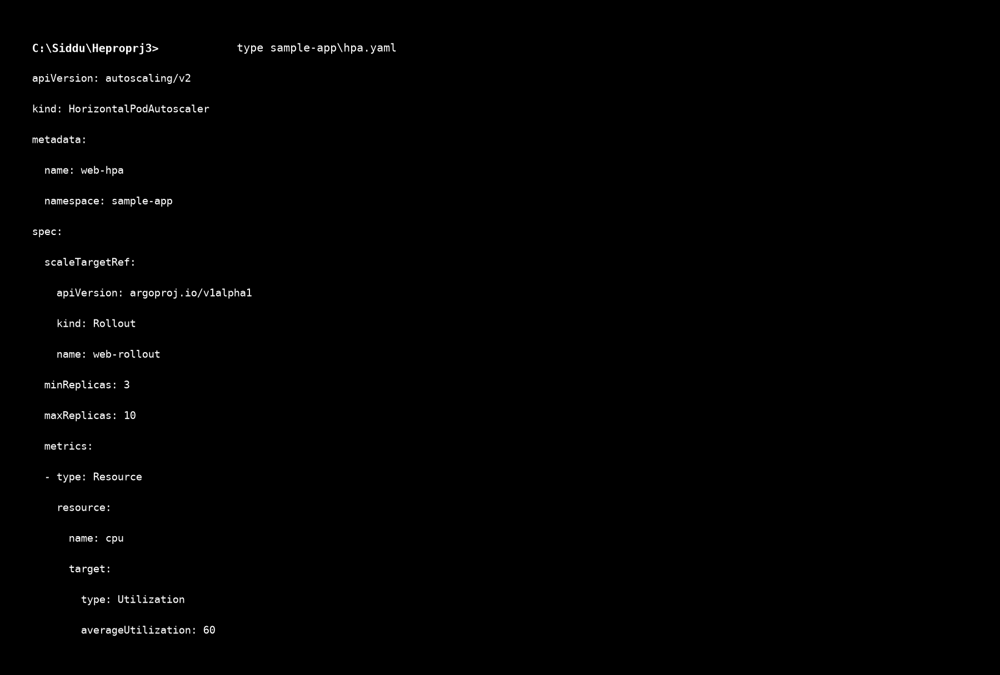 C:\Siddu\Heproprj3> type sample-app\hpa.yaml
apiVersion: autoscaling/v2
kind: HorizontalPodAutoscaler
metadata:
  name: web-hpa
  namespace: sample-app
spec:
  scaleTargetRef:
    apiVersion: argoproj.io/v1alpha1
    kind: Rollout
    name: web-rollout
  minReplicas: 3
  maxReplicas: 10
  metrics:
  - type: Resource
    resource:
      name: cpu
      target:
        type: Utilization
        averageUtilization: 60